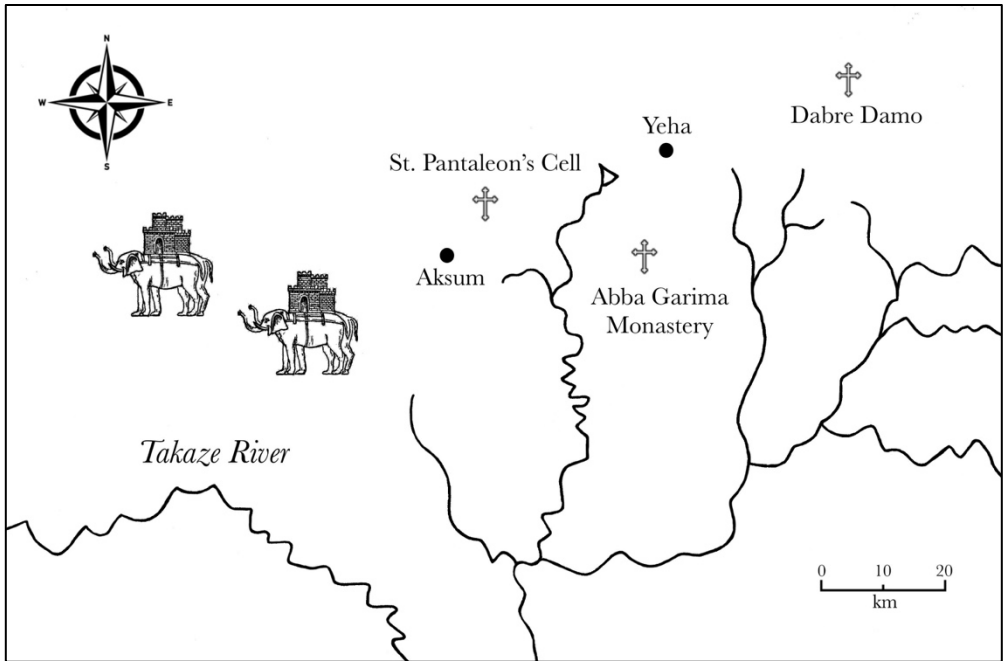 N
W
E
S
Dabre Damo
Yeha
St. Pantaleon’s Cell
Aksum
Abba Garima
Monastery
Takaze River
0 10 20
km